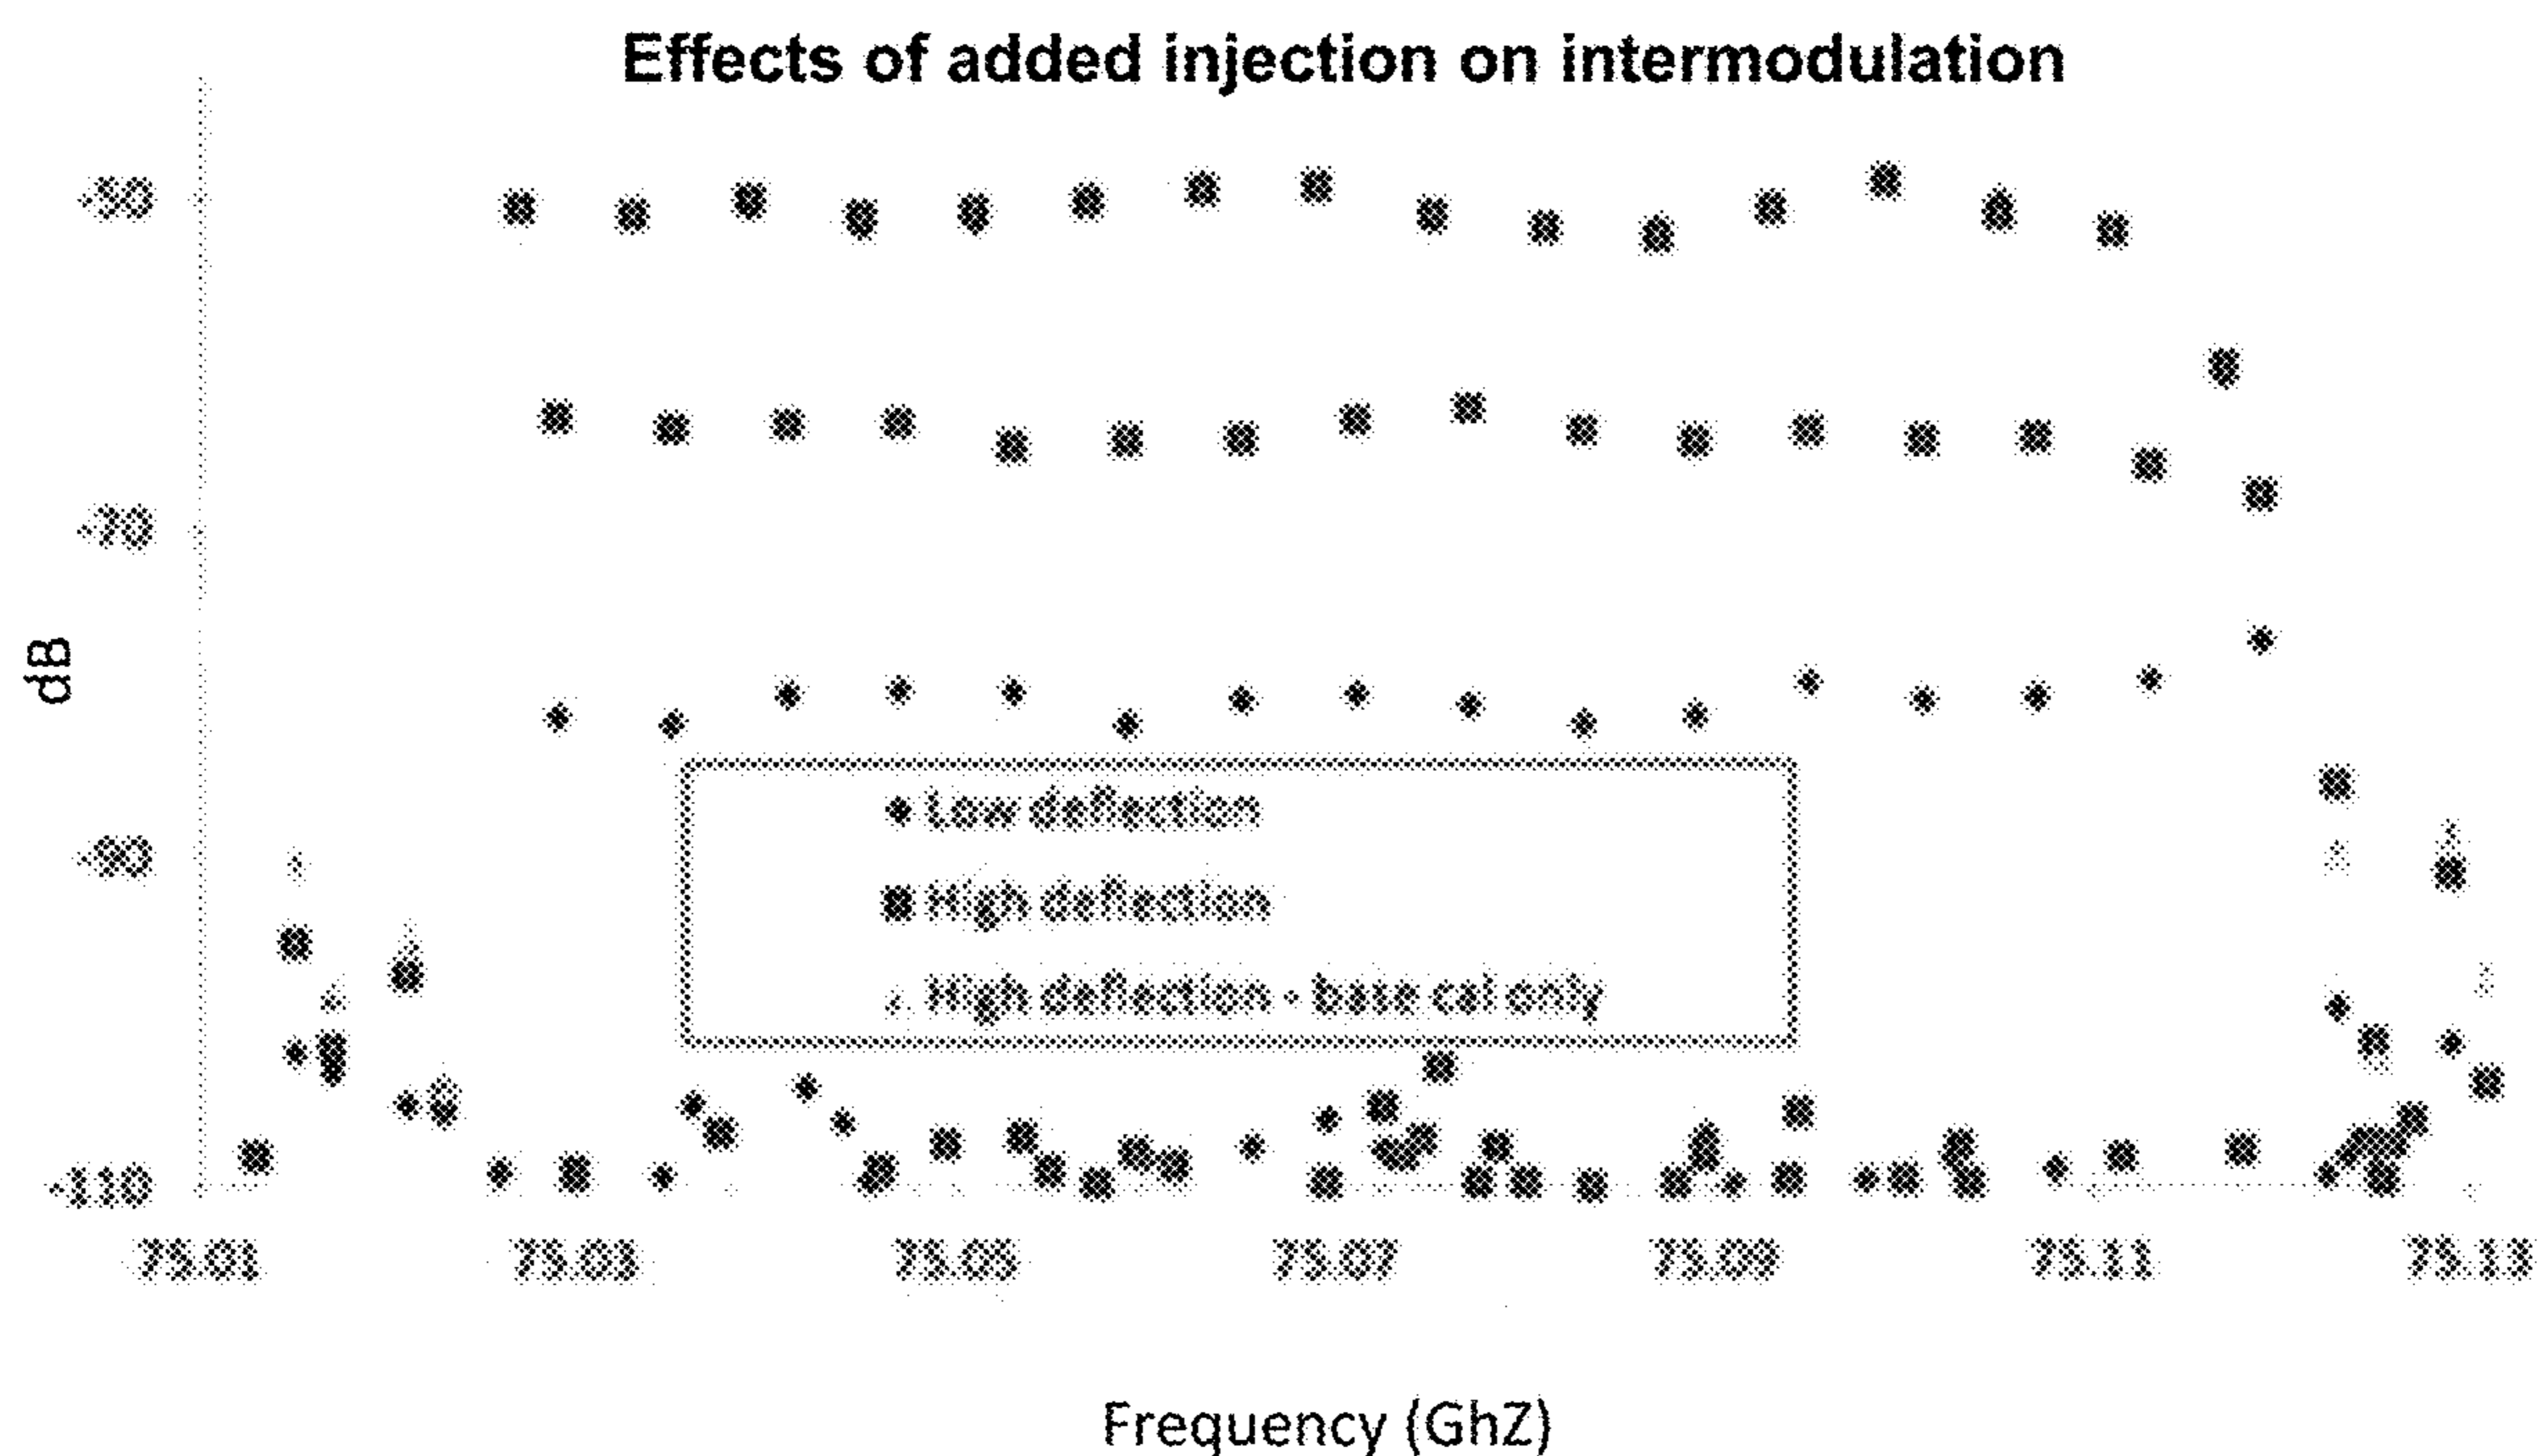 Effects of added injection on intermodulation
-50
-70
dB
Low deflection
-90
High deflection
High deflection - base cal only
-110
75.01 75.03 75.05 75.07 75.09 75.11 75.13
Frequency (GhZ)